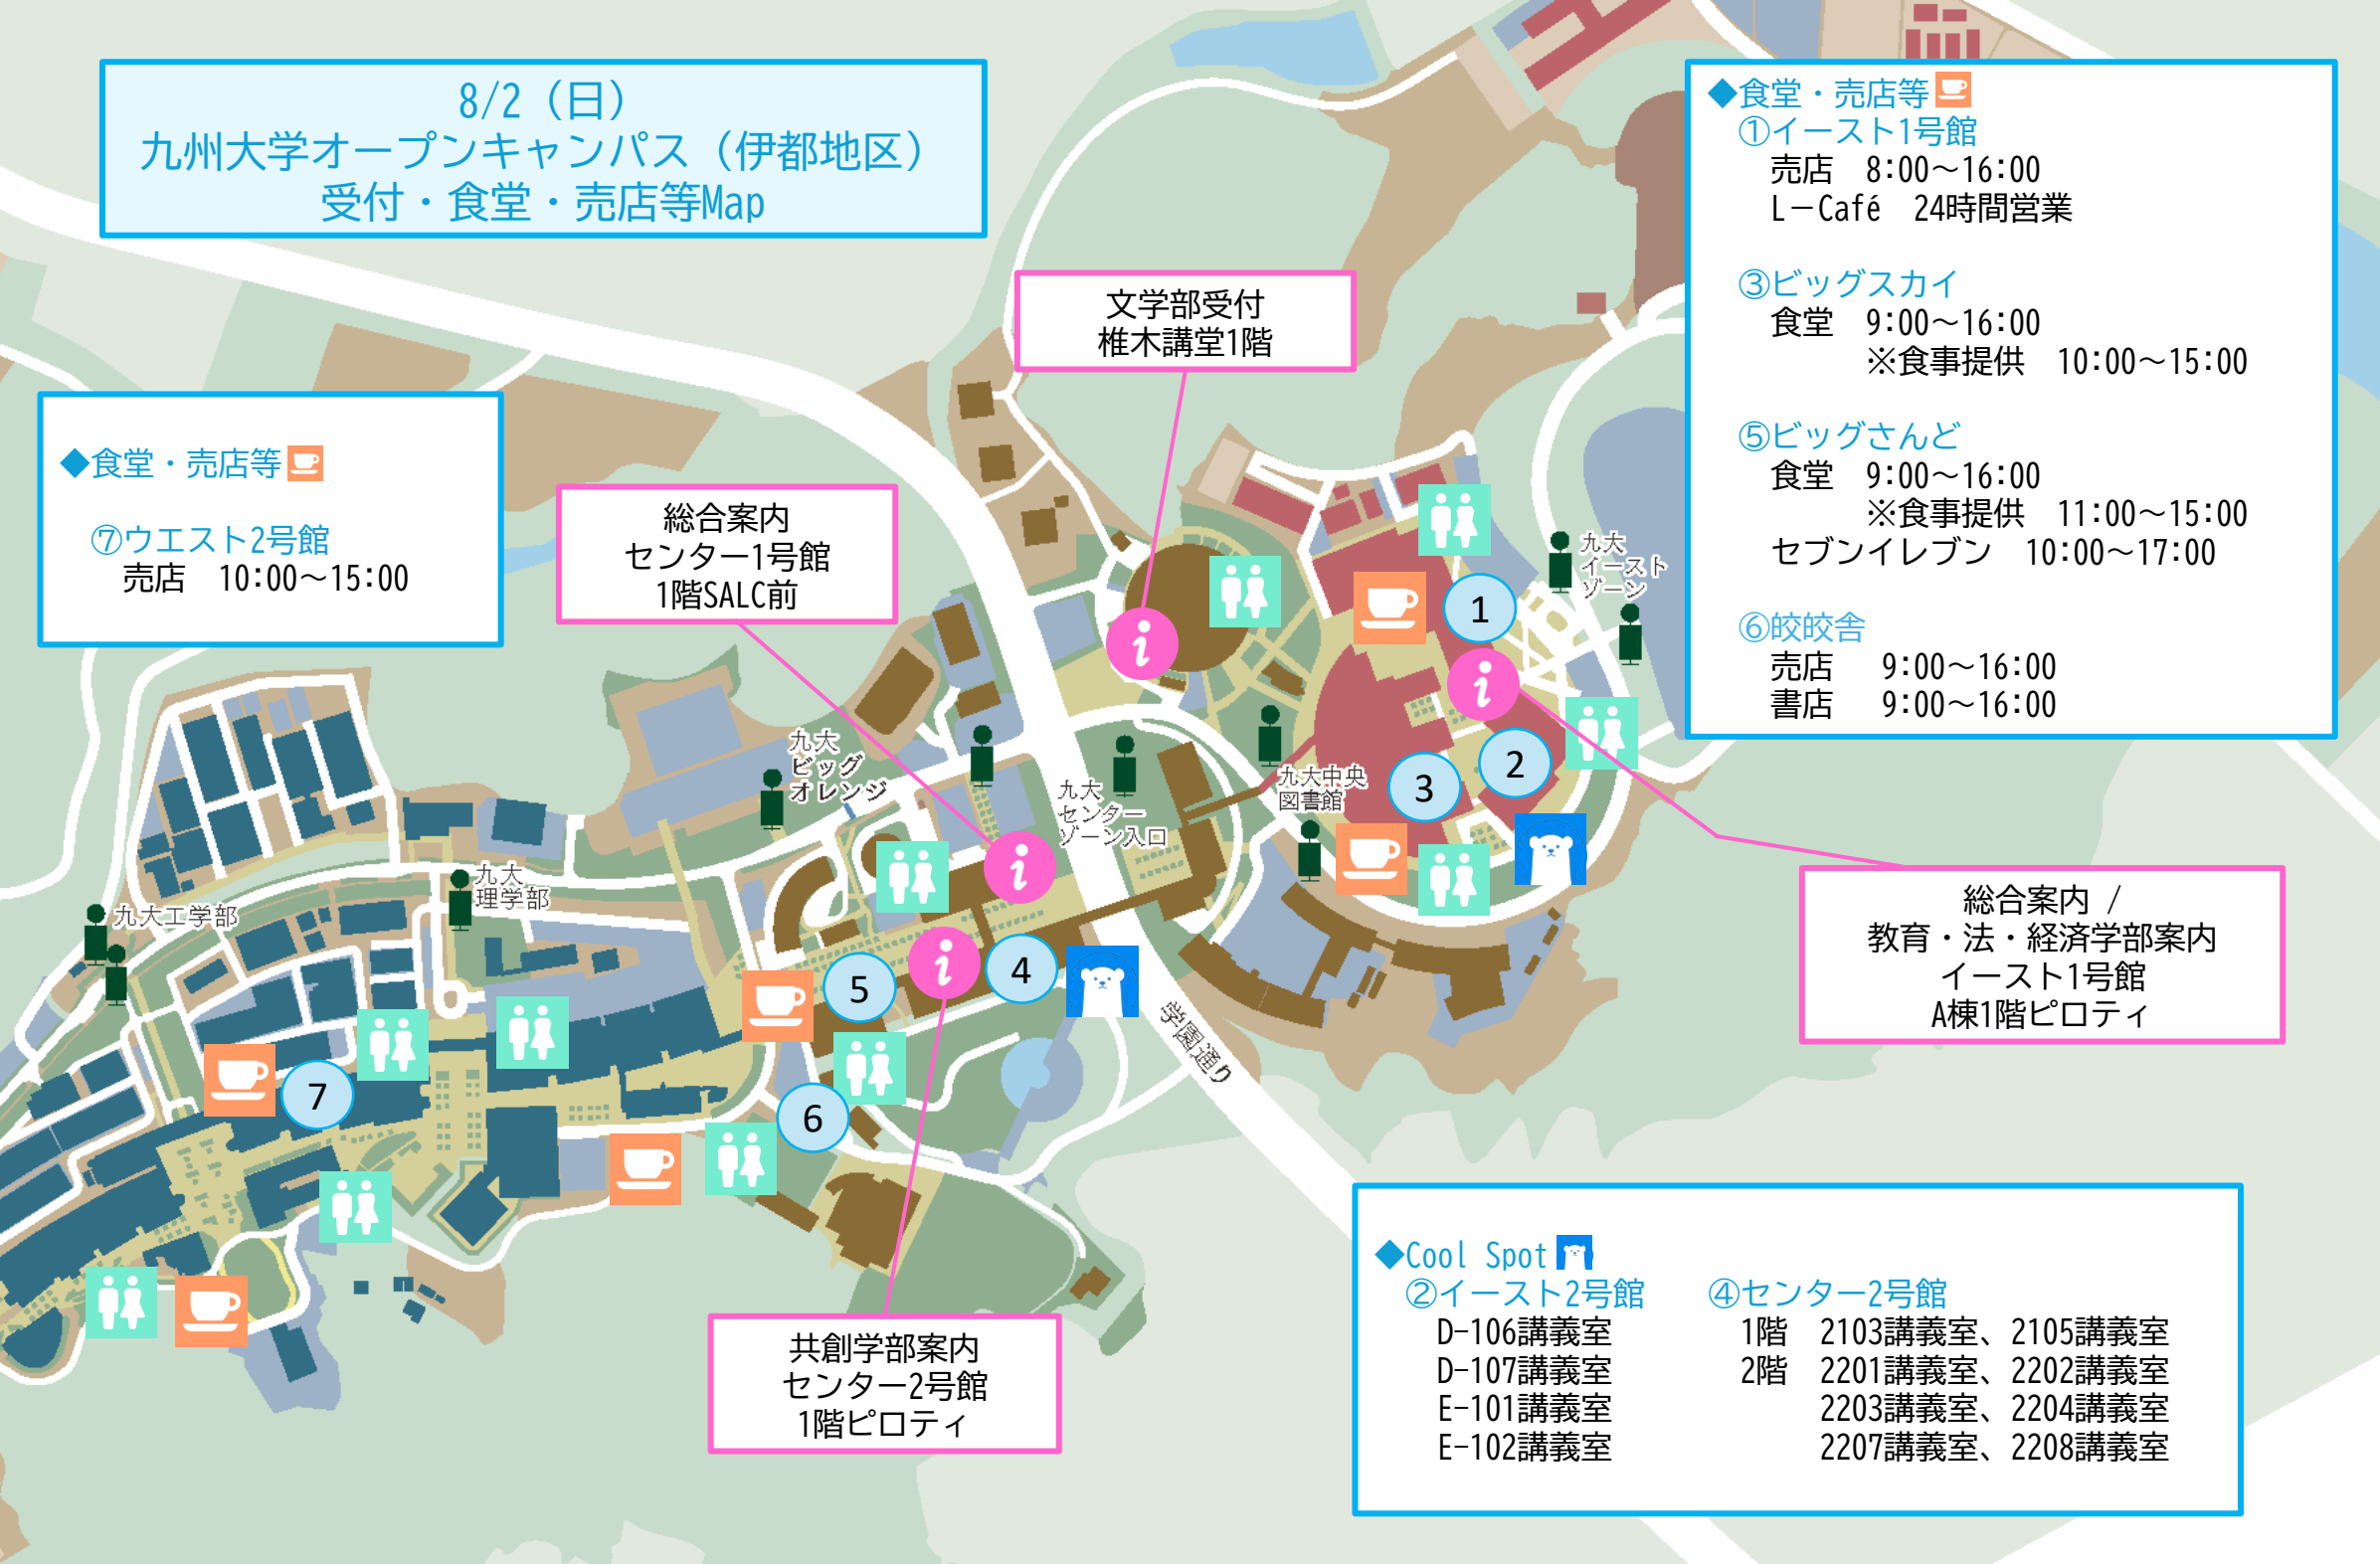 8/2（日）
九州大学オープンキャンパス（伊都地区）
受付・食堂・売店等Map
◆食堂・売店等
①イースト1号館
売店　8:00～16:00
L－Café　24時間営業
③ビッグスカイ
食堂　9:00～16:00
※食事提供　10:00～15:00
⑤ビッグさんど
食堂　9:00～16:00
※食事提供　11:00～15:00
セブンイレブン　10:00～17:00
⑥皎皎舎
売店　9:00～16:00
書店　9:00～16:00
文学部受付
椎木講堂1階
◆食堂・売店等
⑦ウエスト2号館
売店　10:00～15:00
総合案内
センター1号館
1階SALC前
九大
イースト
ゾーン
1
2
3
九大
ビッグ
オレンジ
九大
センター
ゾーン入口
九大中央
図書館
九大
理学部
九大工学部
4
5
6
7
学園通り
総合案内 /
教育・法・経済学部案内
イースト1号館
A棟1階ピロティ
共創学部案内
センター2号館
1階ピロティ
◆Cool Spot
②イースト2号館
D-106講義室
D-107講義室
E-101講義室
E-102講義室
④センター2号館
1階　2103講義室、2105講義室
2階　2201講義室、2202講義室
2203講義室、2204講義室
2207講義室、2208講義室